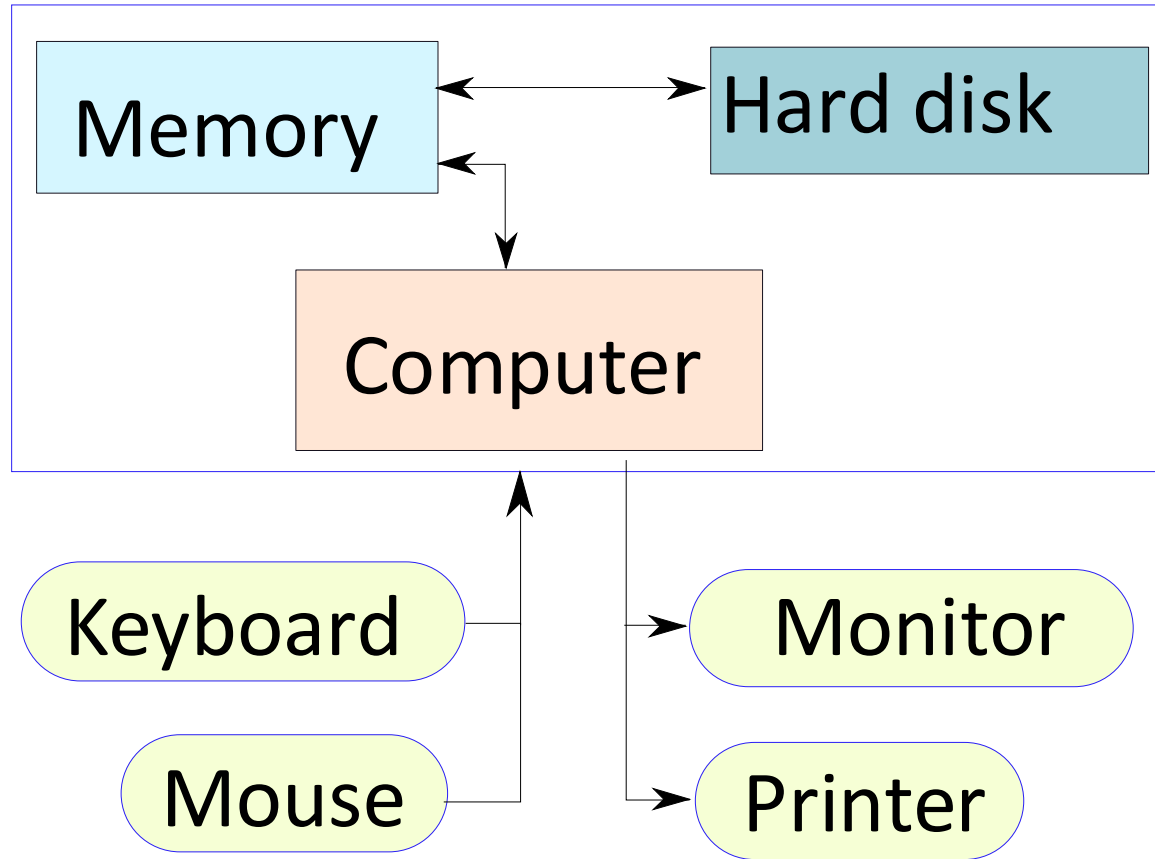 Memory
Hard disk
Computer
Keyboard
Monitor
Mouse
Printer